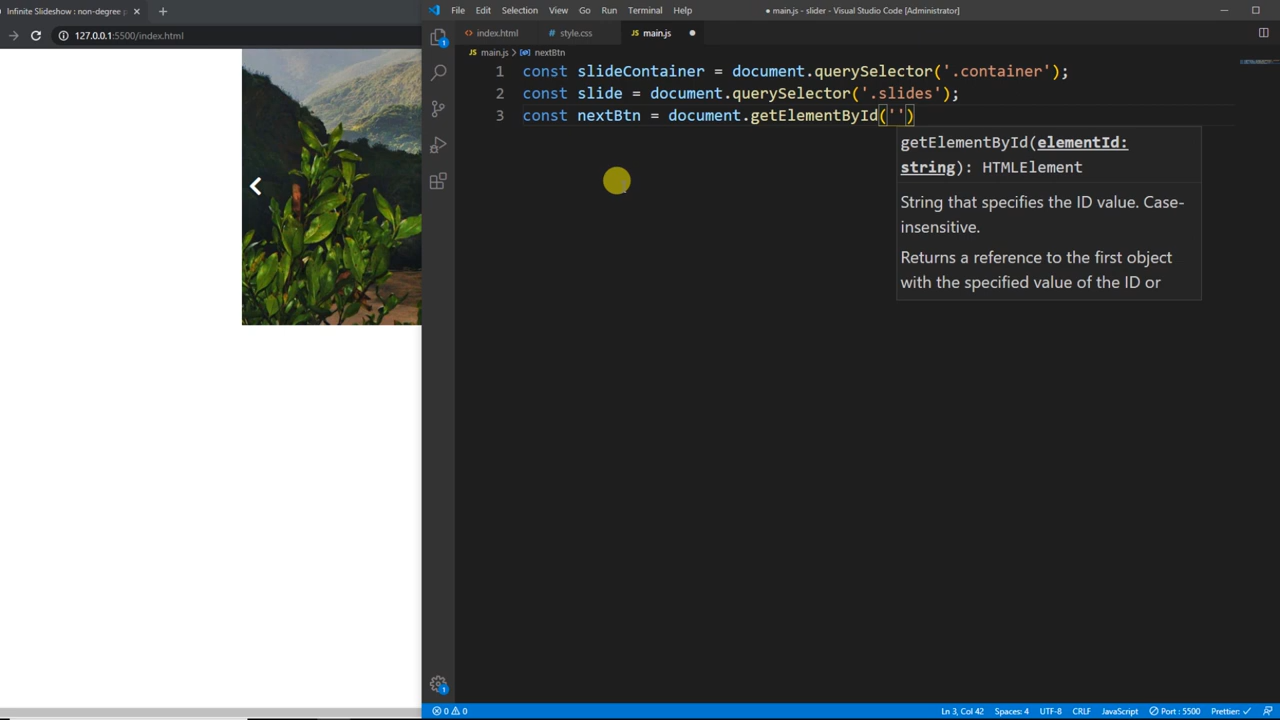 Infinite Slideshow : non-degree
127.0.0.1:5500/index.html
File Edit Selection View Go Run Terminal Help
● main.js - slider - Visual Studio Code [Administrator]
index.html style.css main.js
main.js > nextBtn
1 const slideContainer = document.querySelector('.container');
2 const slide = document.querySelector('.slides');
3 const nextBtn = document.getElementById('')
getElementById(elementId:
string): HTMLElement
String that specifies the ID value. Case-
insensitive.
Returns a reference to the first object
with the specified value of the ID or
1
1
0 0 Ln 3, Col 42 Spaces: 4 UTF-8 CRLF JavaScript Port : 5500 Prettier: ✓